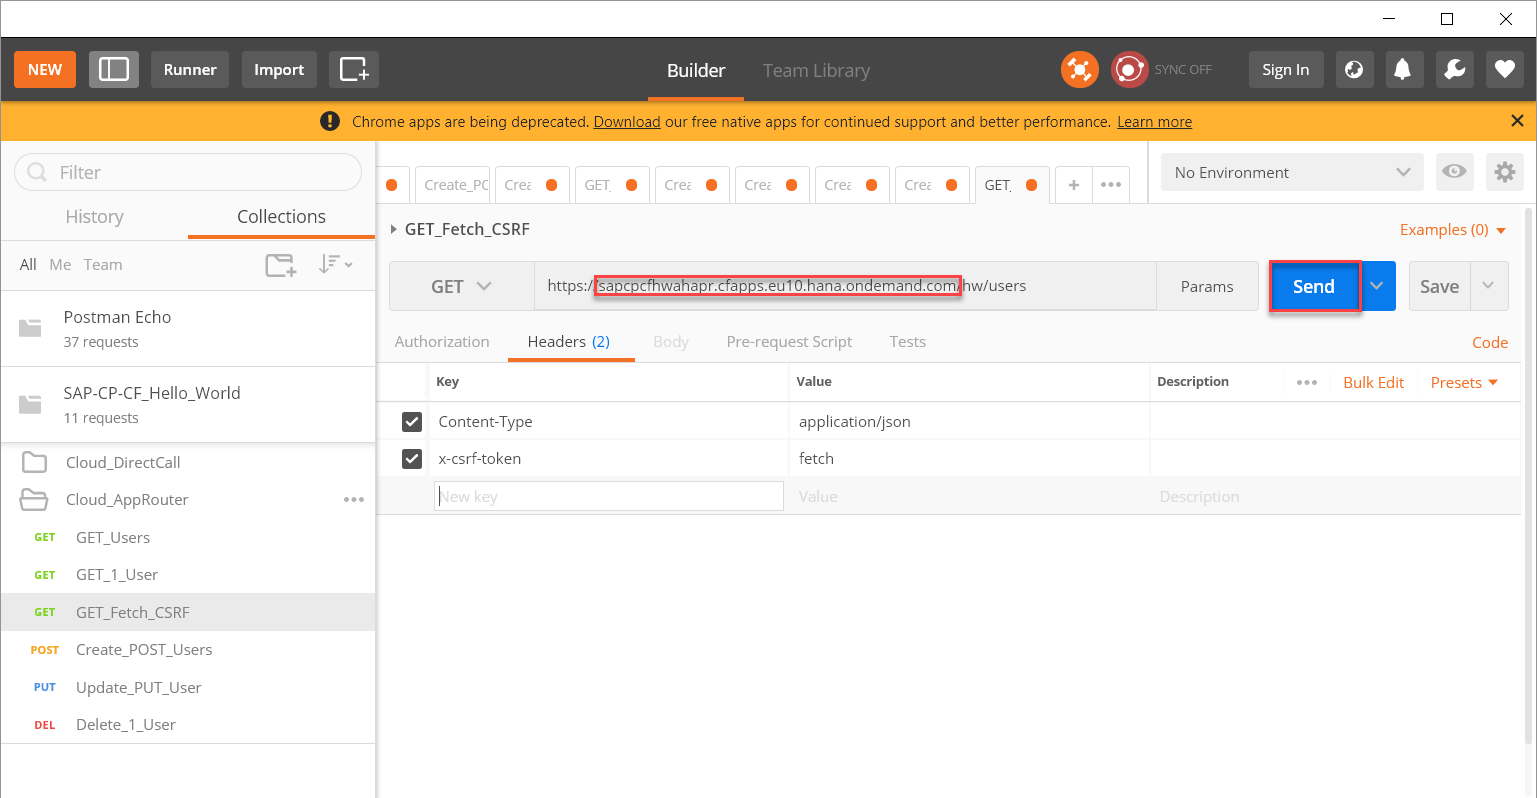 NEW
Runner
Import
Builder
Team Library
SYNC OFF
Sign In
Chrome apps are being deprecated. Download our free native apps for continued support and better performance. Learn more
Filter
History
Collections
All Me Team
Postman Echo
37 requests
SAP-CP-CF_Hello_World
11 requests
Cloud_DirectCall
Cloud_AppRouter
GET GET_Users
GET GET_1_User
GET GET_Fetch_CSRF
POST Create_POST_Users
PUT Update_PUT_User
DEL Delete_1_User
Create_PO
Crea
GET_
Crea
Crea
Crea
Crea
GET_
No Environment
GET_Fetch_CSRF
Examples (0)
GET
https://sapcpcfhwahapr.cfapps.eu10.hana.ondemand.com/hw/users
Params
Send
Save
Authorization
Headers (2)
Body
Pre-request Script
Tests
Code
Key Value Description
Bulk Edit
Presets
Content-Type application/json
x-csrf-token fetch
New key Value Description